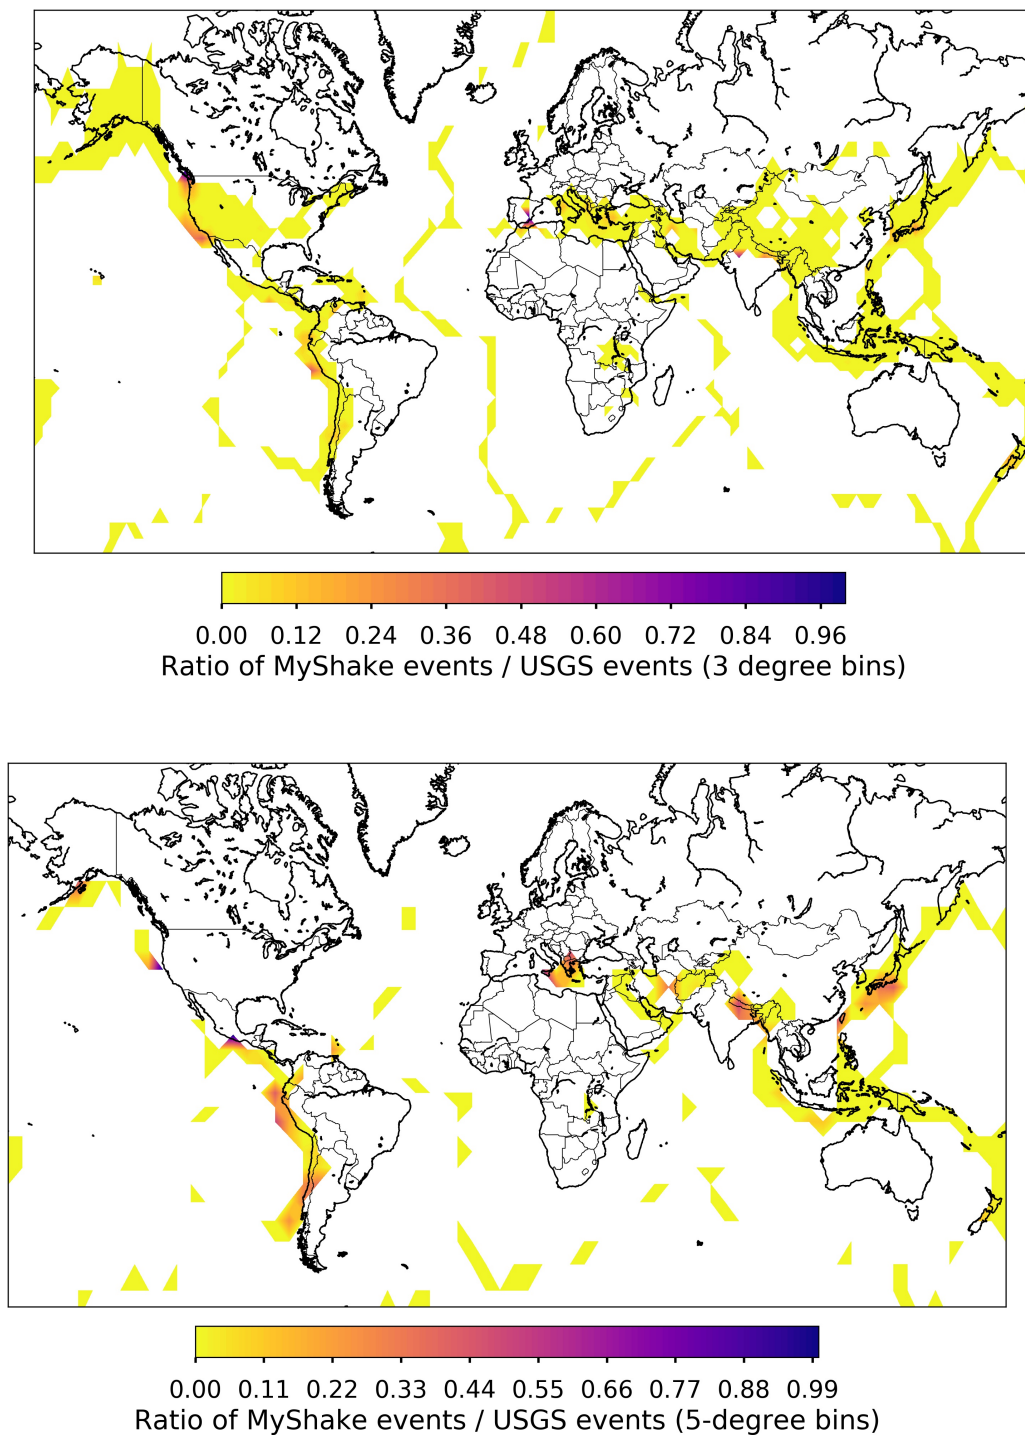 0.00 0.12 0.24 0.36 0.48 0.60 0.72 0.84 0.96
Ratio of MyShake events / USGS events (3 degree bins)
0.00 0.11 0.22 0.33 0.44 0.55 0.66 0.77 0.88 0.99
Ratio of MyShake events / USGS events (5-degree bins)